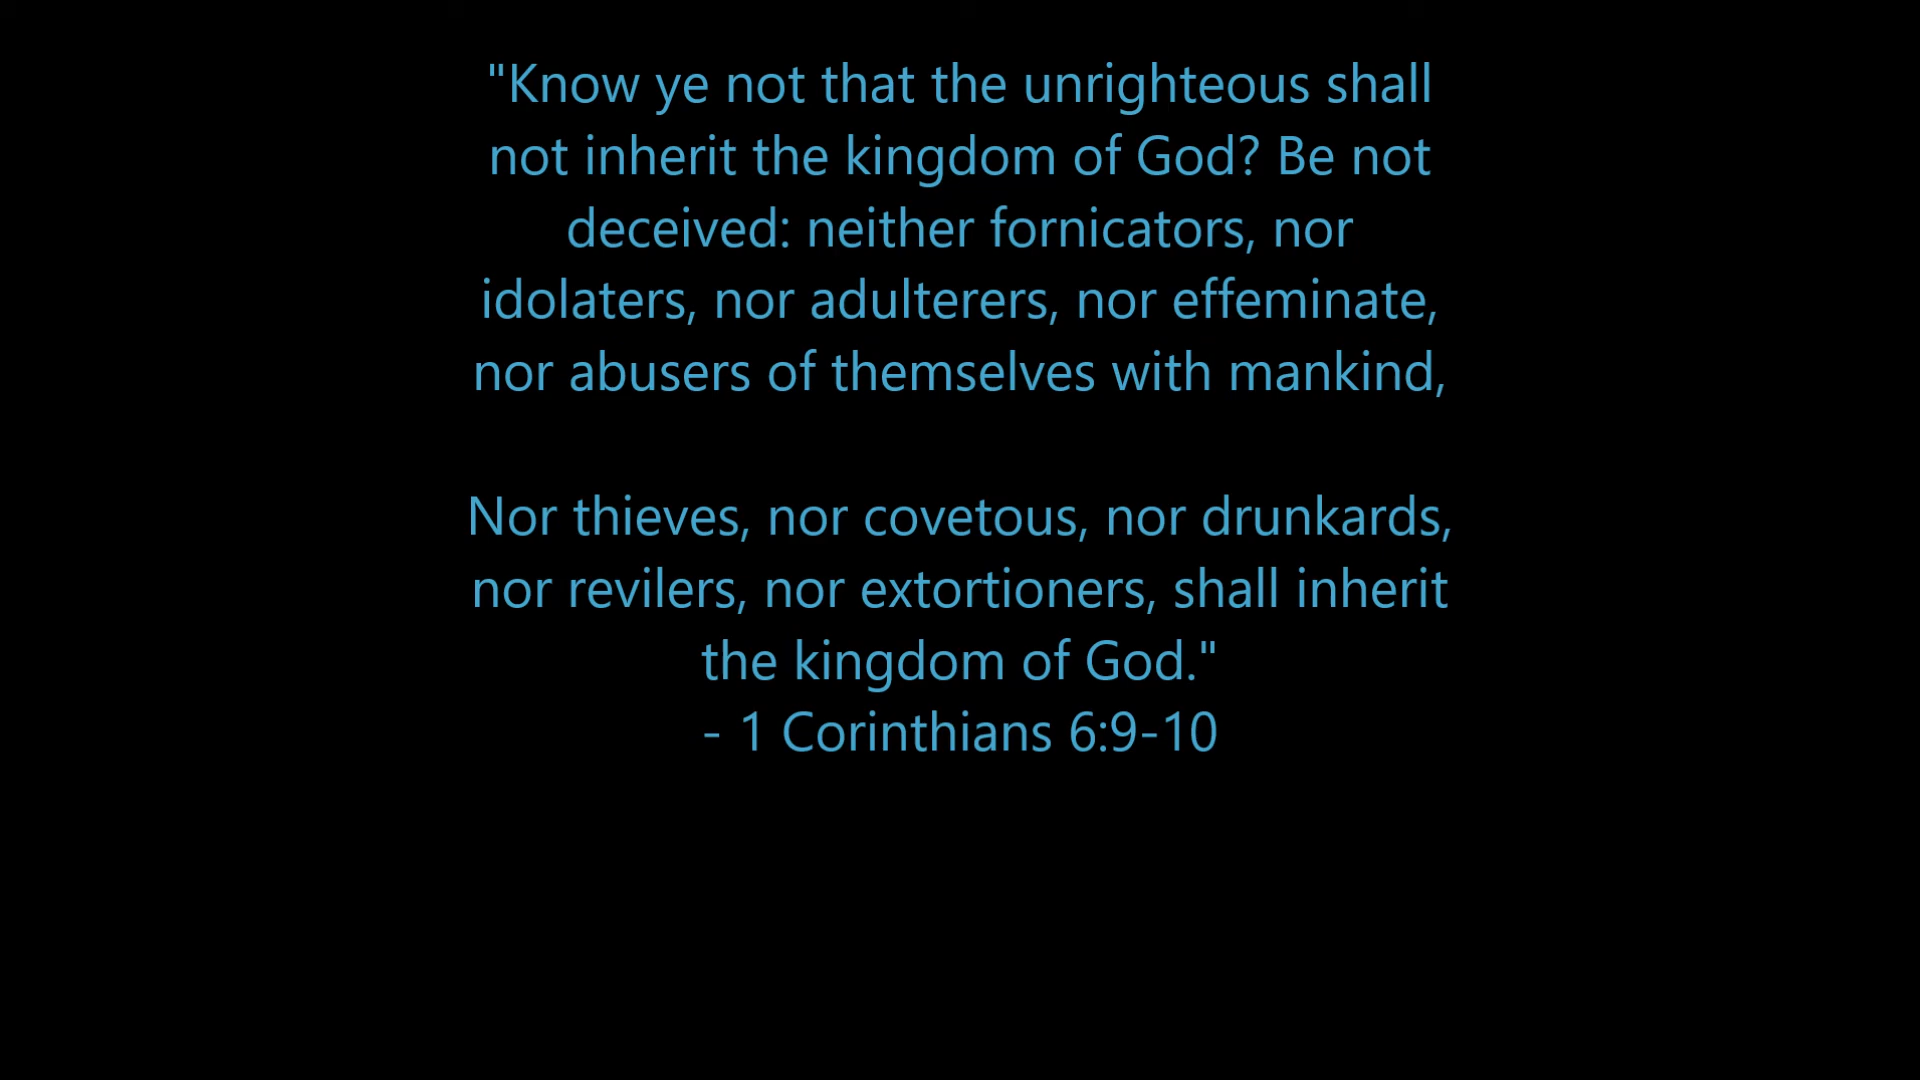 "Know ye not that the unrighteous shall
not inherit the kingdom of God? Be not
deceived: neither fornicators, nor
idolaters, nor adulterers, nor effeminate,
nor abusers of themselves with mankind,
Nor thieves, nor covetous, nor drunkards,
nor revilers, nor extortioners, shall inherit
the kingdom of God."
- 1 Corinthians 6:9-10